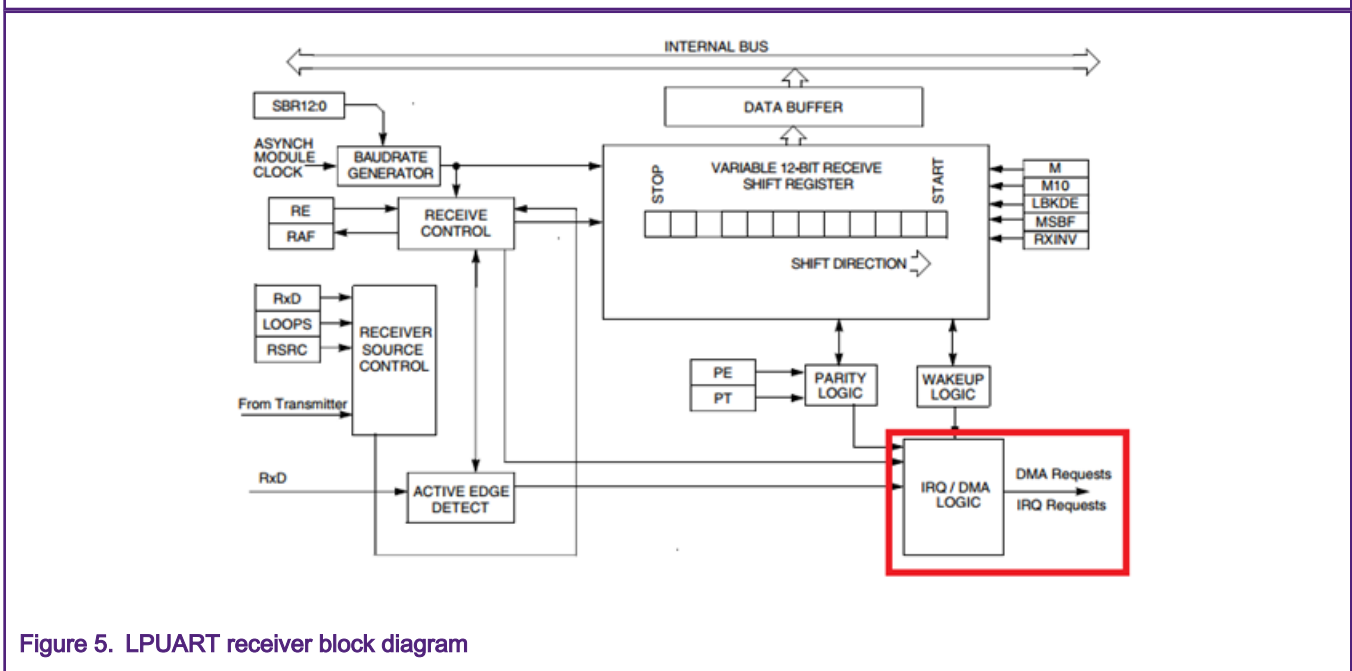 INTERNAL BUS
SBR12:0
DATA BUFFER
ASYNCH
MODULE
CLOCK
BAUDRATE
GENERATOR
VARIABLE 12-BIT RECEIVE
SHIFT REGISTER
STOP
START
M
M10
LBKDE
MSBF
RXINV
RE
RAF
RECEIVE
CONTROL
SHIFT DIRECTION
RxD
LOOPS
RSRC
RECEIVER
SOURCE
CONTROL
From Transmitter
PE
PT
PARITY
LOGIC
WAKEUP
LOGIC
RxD
ACTIVE EDGE
DETECT
IRQ / DMA
LOGIC
DMA Requests
IRQ Requests
Figure 5. LPUART receiver block diagram